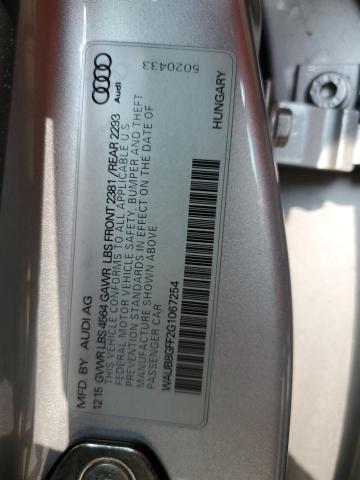 5020433
Audi
HUNGARY
MFD. BY AUDI AG
12 15 GVWR LBS 4564 GAWR LBS FRONT 2381 /REAR 2293
THIS VEHICLE CONFORMS TO ALL APPLICABLE U.S.
FEDERAL MOTOR VEHICLE SAFETY, BUMPER AND THEFT
PREVENTION STANDARDS IN EFFECT ON THE DATE OF
MANUFACTURE SHOWN ABOVE
PASSENGER CAR
WAUB8GFF2G1067254